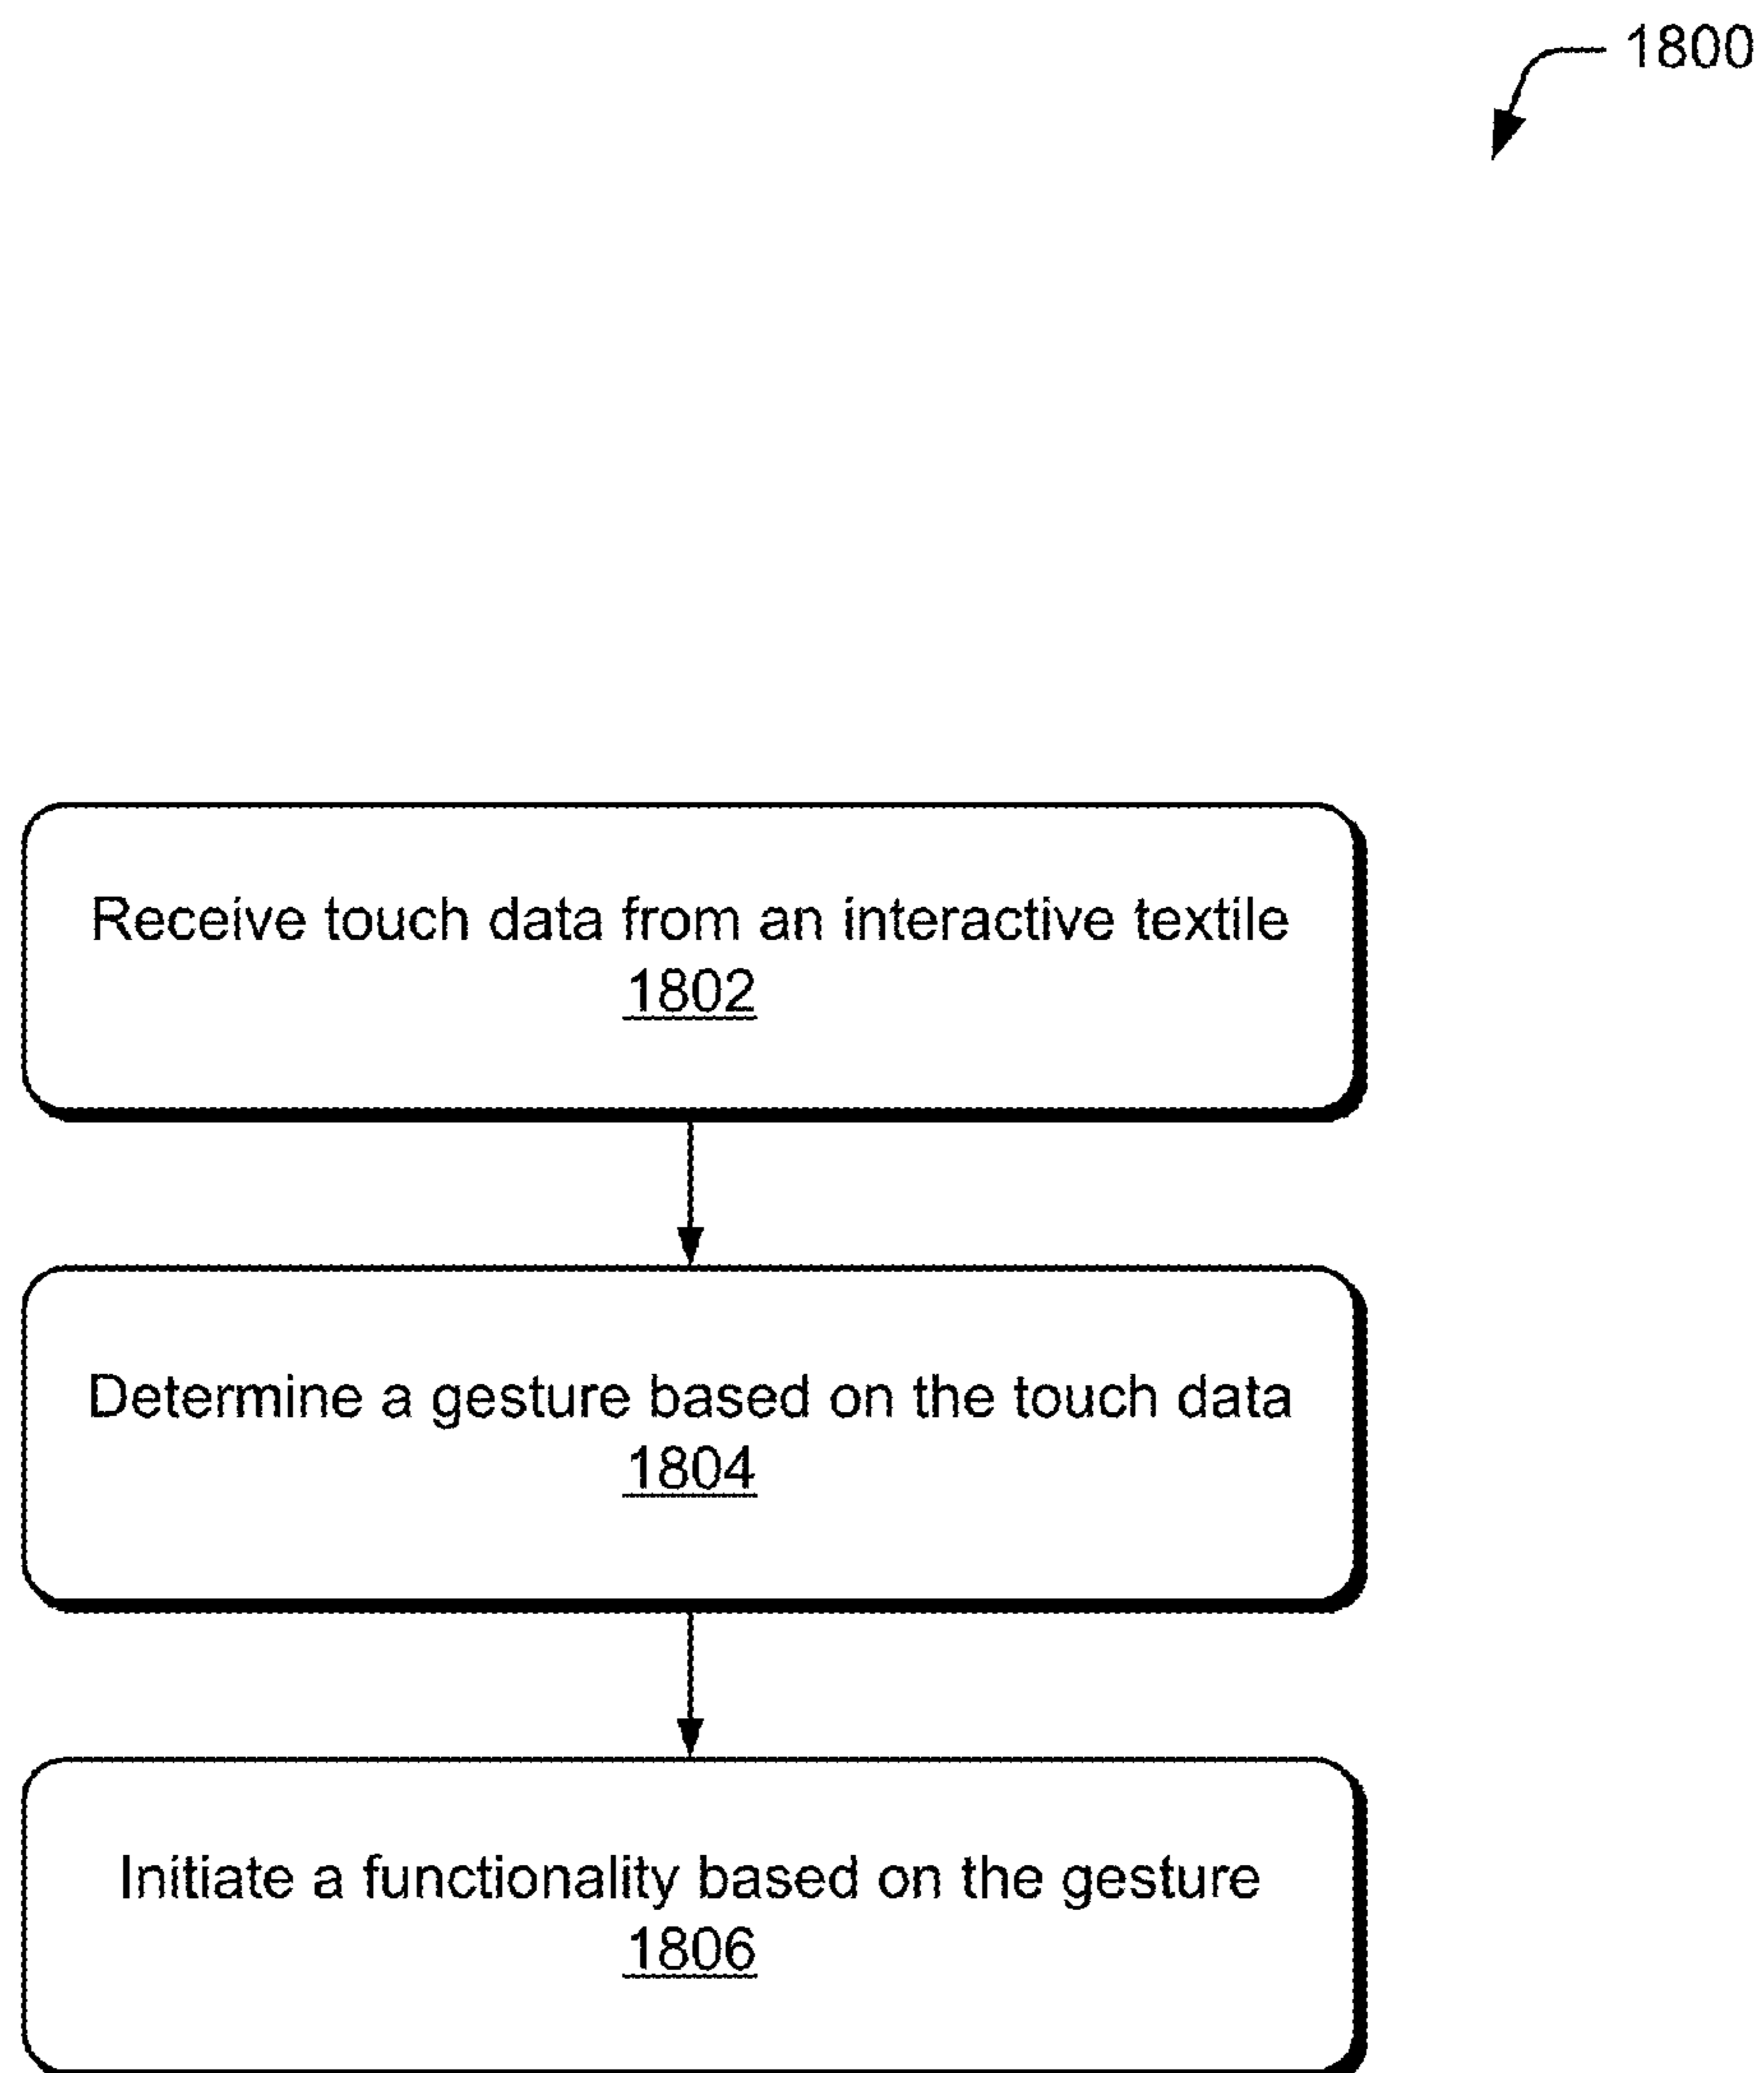 1800
Receive touch data from an interactive textile
1802
Determine a gesture based on the touch data
1804
Initiate a functionality based on the gesture
1806